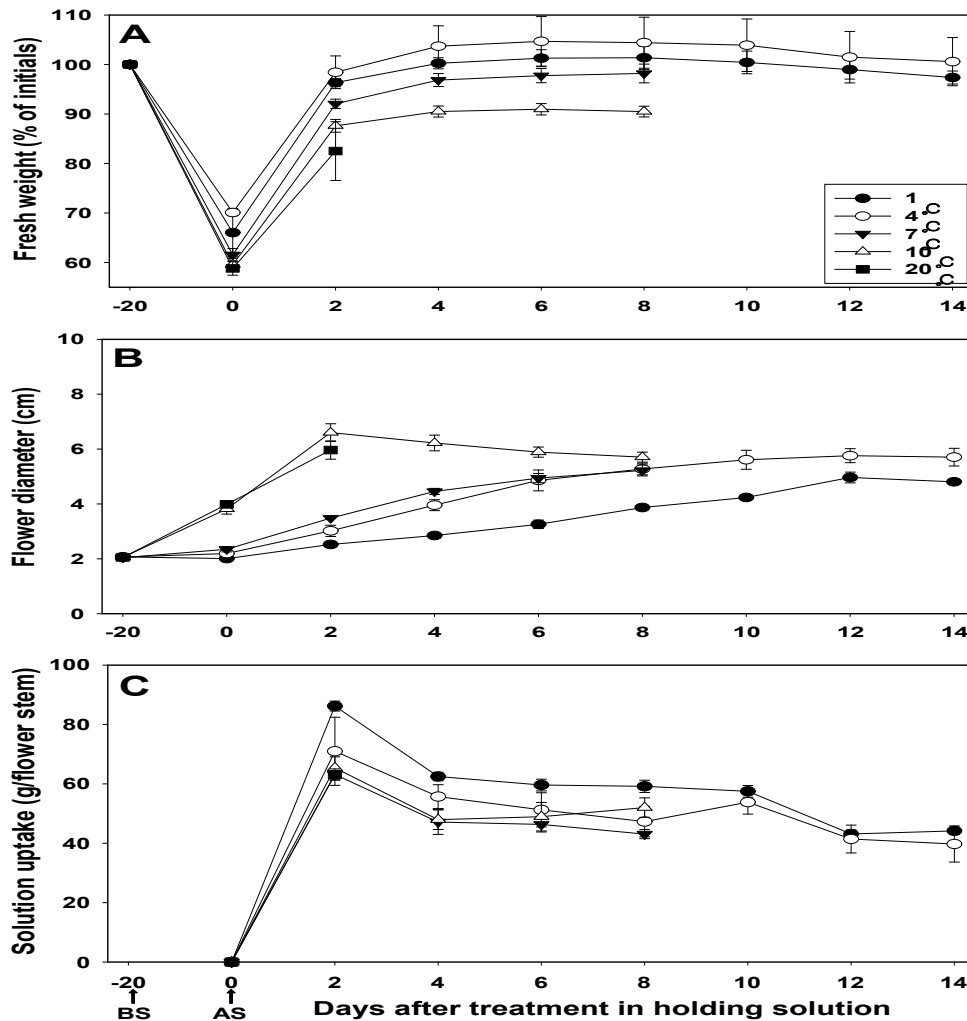 A
Fresh weight (% of initials)
110
100
90
80
70
60
1
4°C
7°C
10°C
20°C
°C
-20 0 2 4 6 8 10 12 14
B
Flower diameter (cm)
10
8
6
4
2
0
-20 0 2 4 6 8 10 12 14
C
Solution uptake (g/flower stem)
100
80
60
40
20
0
-20 0 2 4 6 8 10 12 14
BS AS Days after treatment in holding solution